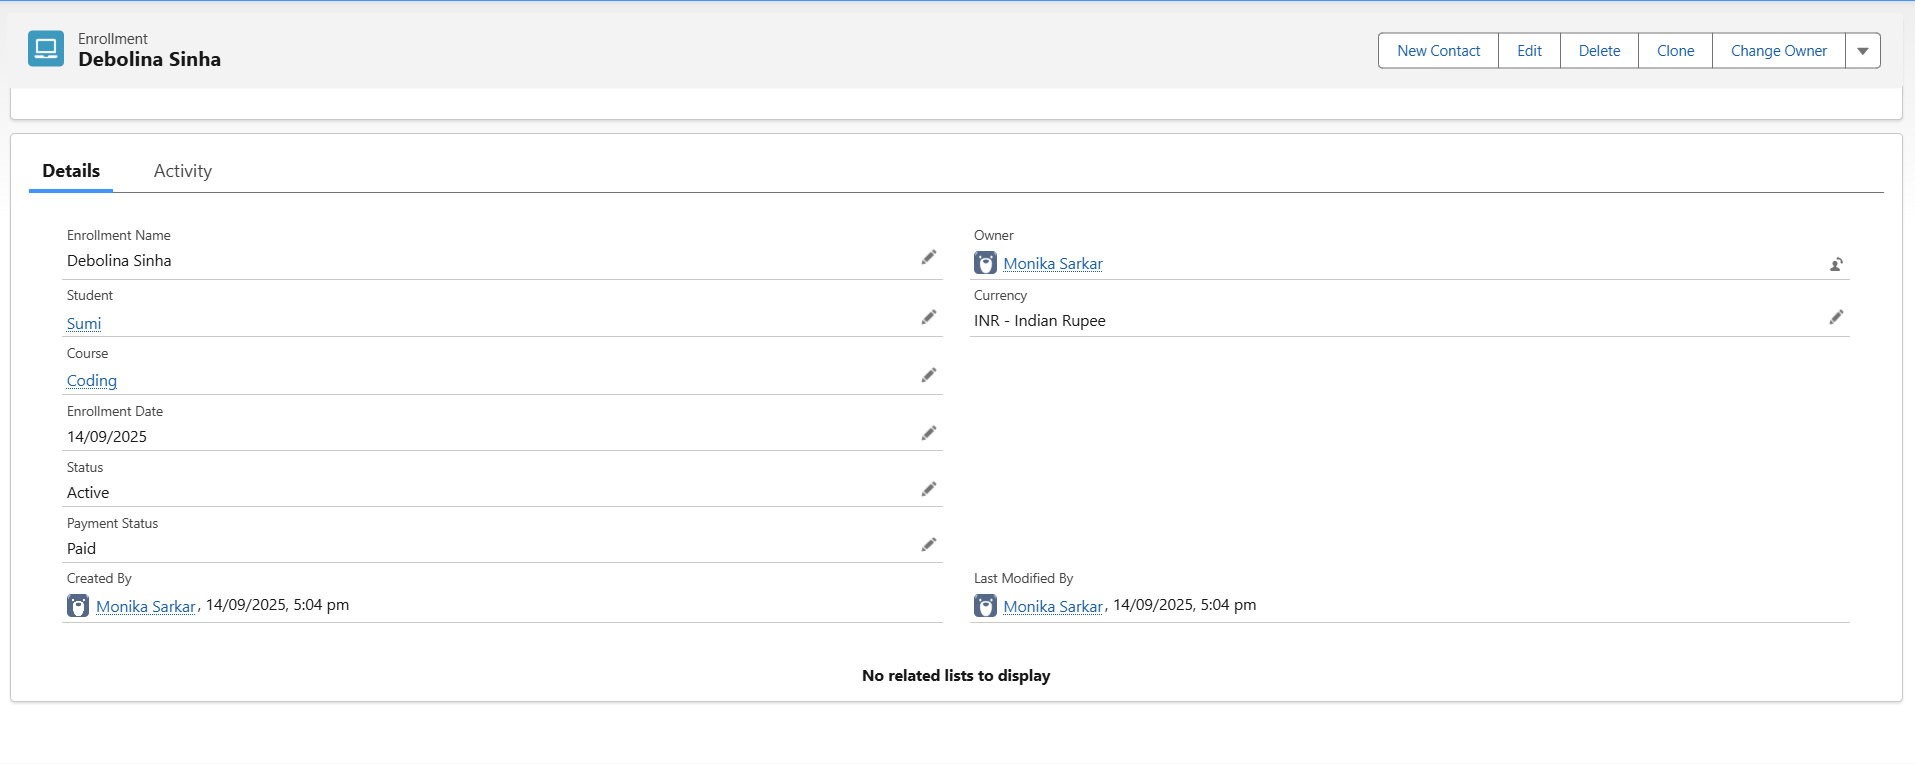 Enrollment
Debolina Sinha
New Contact
Edit
Delete
Clone
Change Owner
Details
Activity
Enrollment Name
Debolina Sinha
Owner
Monika Sarkar
Student
Sumi
Currency
INR - Indian Rupee
Course
Coding
Enrollment Date
14/09/2025
Status
Active
Payment Status
Paid
Created By
Monika Sarkar, 14/09/2025, 5:04 pm
Last Modified By
Monika Sarkar, 14/09/2025, 5:04 pm
No related lists to display